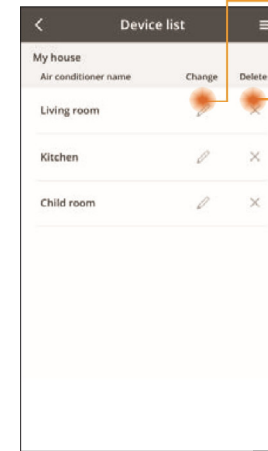 Device list
My house
Air conditioner name Change Delete
Living room
Kitchen
Child room